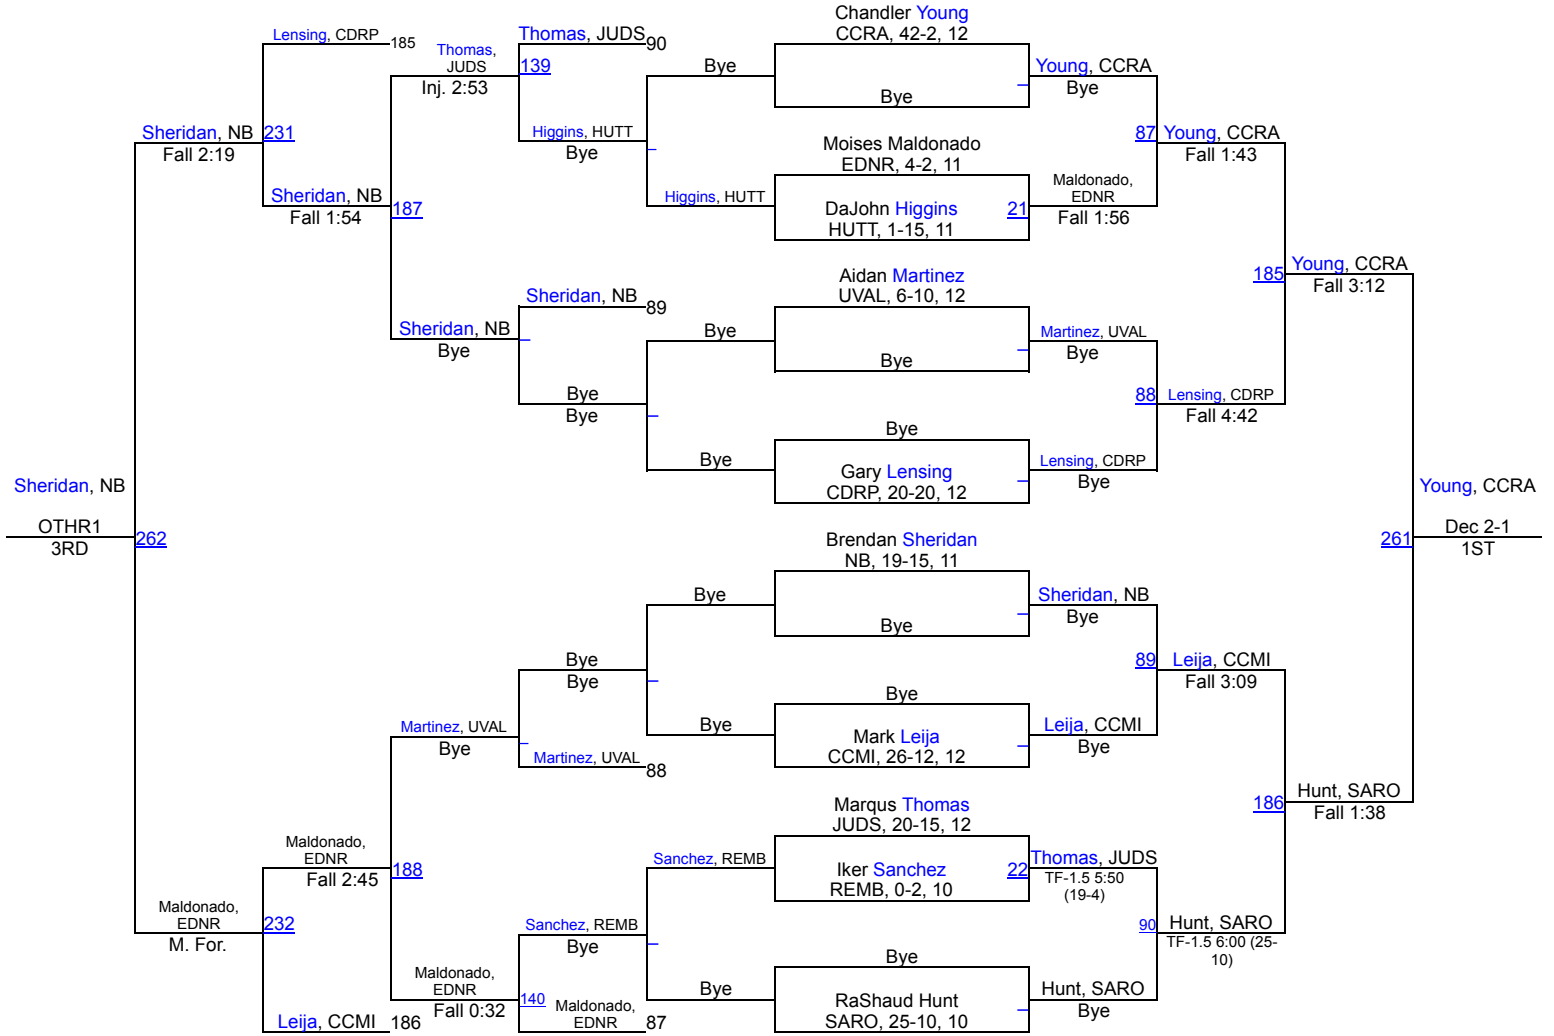 Chandler Young
CCRA, 42-2, 12
Lensing, CDRP 185
Thomas, JUDS 90
Thomas,
JUDS
139
Inj. 2:53
Bye
Bye
Young, CCRA
Bye
Sheridan, NB 231
Fall 2:19
Higgins, HUTT
Bye
Moises Maldonado
EDNR, 4-2, 11
87 Young, CCRA
Fall 1:43
Sheridan, NB
Fall 1:54
187
Higgins, HUTT
DaJohn Higgins 21
HUTT, 1-15, 11
Maldonado,
EDNR
Fall 1:56
Aidan Martinez
UVAL, 6-10, 12
185 Young, CCRA
Fall 3:12
Sheridan, NB
89
Sheridan, NB
Bye
Bye
Bye
Martinez, UVAL
Bye
Bye
Bye
88 Lensing, CDRP
Fall 4:42
Bye
Bye
Gary Lensing
CDRP, 20-20, 12
Lensing, CDRP
Bye
Sheridan, NB
OTHR1
3RD
262
Young, CCRA
261 Dec 2-1
1ST
Brendan Sheridan
NB, 19-15, 11
Bye
Bye
Sheridan, NB
Bye
Bye
Bye
89 Leija, CCMI
Fall 3:09
Bye
Bye
Mark Leija
CCMI, 26-12, 12
Leija, CCMI
Bye
Martinez, UVAL
Bye
Martinez, UVAL
88
Marqus Thomas
JUDS, 20-15, 12
186 Hunt, SARO
Fall 1:38
Maldonado,
EDNR
Fall 2:45
188
Sanchez, REMB
Iker Sanchez 22
REMB, 0-2, 10
Thomas, JUDS
TF-1.5 5:50
(19-4)
Maldonado,
EDNR
M. For.
232
Sanchez, REMB
Bye
90 Hunt, SARO
TF-1.5 6:00 (25-
10)
Bye
Maldonado,
EDNR
Fall 0:32
140 Maldonado,
EDNR
87
Bye
RaShaud Hunt
SARO, 25-10, 10
Hunt, SARO
Bye
Leija, CCMI 186